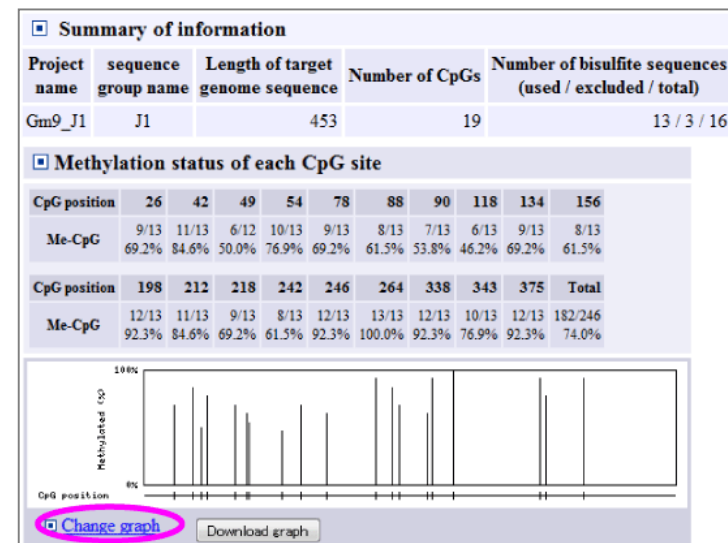 Summary of information
Project name sequence group name Length of target genome sequence Number of CpGs Number of bisulfite sequences (used / excluded / total)
Gm9_J1 J1 453 19 13 / 3 / 16
Methylation status of each CpG site
CpG position 26 42 49 54 78 88 90 118 134 156
Me-CpG 9/13 11/13 6/12 10/13 9/13 8/13 7/13 6/13 9/13 8/13
69.2% 84.6% 50.0% 76.9% 69.2% 61.5% 53.8% 46.2% 69.2% 61.5%
CpG position 198 212 218 242 246 264 338 343 375 Total
Me-CpG 12/13 11/13 9/13 8/13 12/13 13/13 12/13 10/13 12/13 182/246
92.3% 84.6% 69.2% 61.5% 92.3% 100.0% 92.3% 76.9% 92.3% 74.0%
100%
Methylated (%)
0%
CpG position
Change graph Download graph